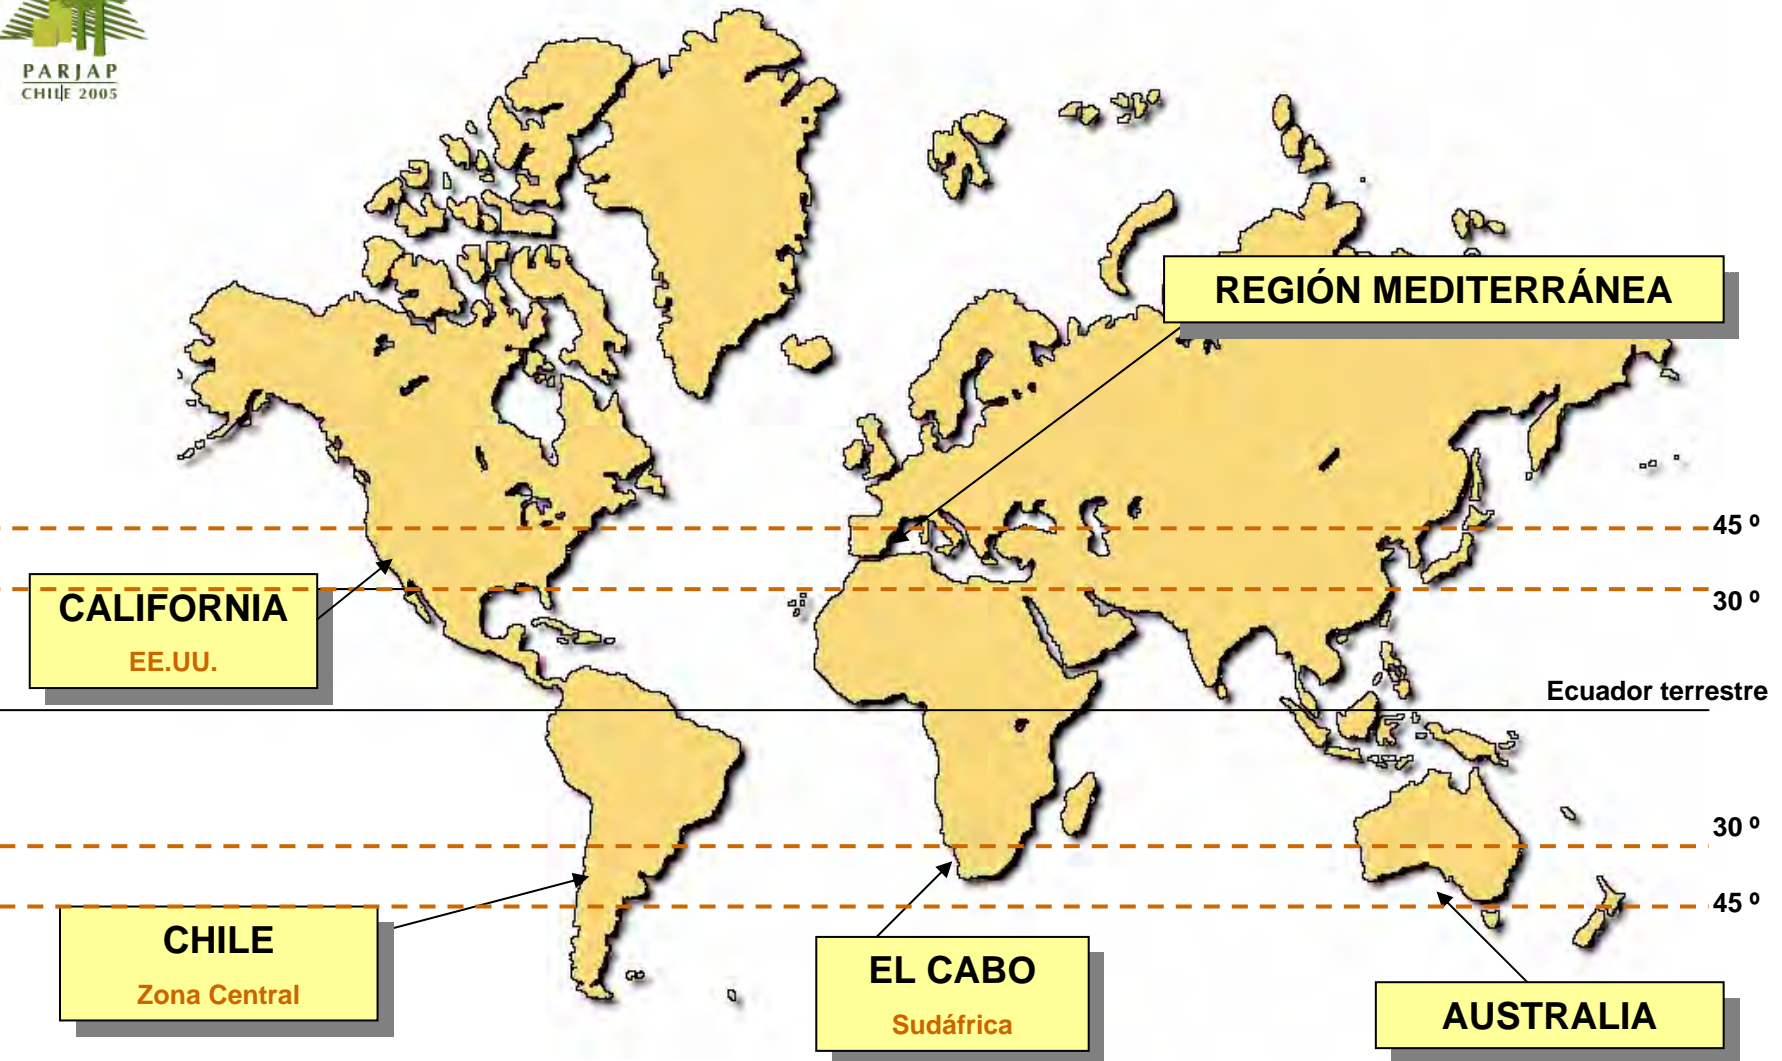 PARJAP
CHILE 2005
REGIÓN MEDITERRÁNEA
45 º
CALIFORNIA
EE.UU.
30 º
Ecuador terrestre
30 º
45 º
CHILE
Zona Central
EL CABO
Sudáfrica
AUSTRALIA